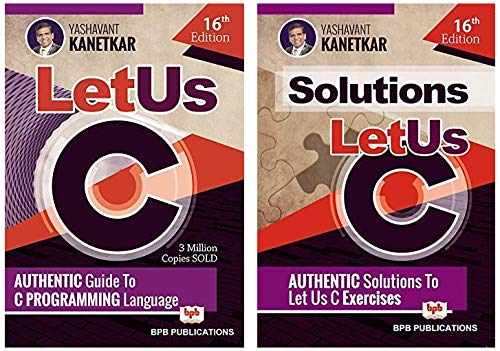 YASHAVANT
KANETKAR
16th
Edition
LetUs
C
3 Million
Copies SOLD
AUTHENTIC Guide To
C PROGRAMMING Language
bpb
BPB PUBLICATIONS
YASHAVANT
KANETKAR
16th
Edition
Solutions
LetUs
C
AUTHENTIC Solutions To
Let Us C Exercises
bpb
BPB PUBLICATIONS